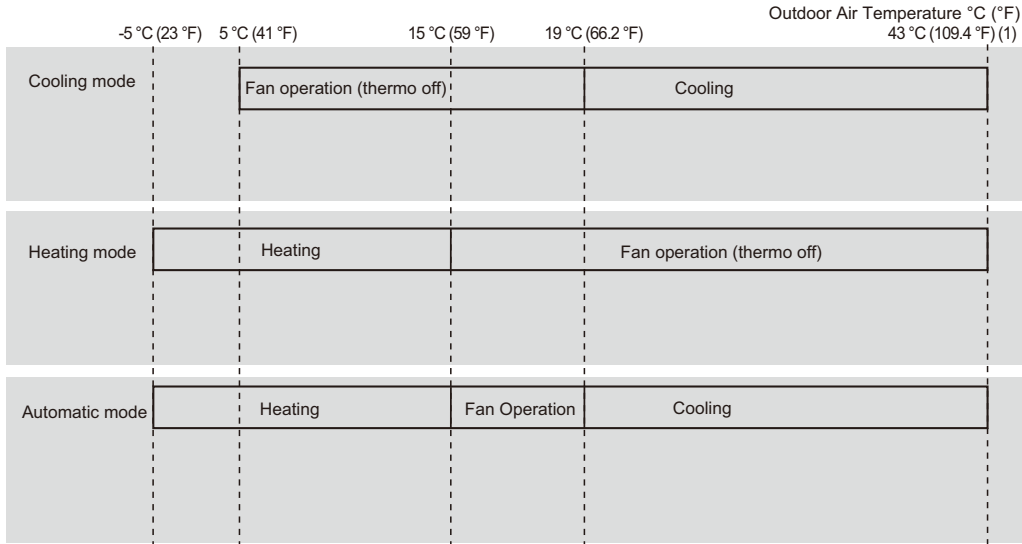 Outdoor Air Temperature °C (°F)
-5 °C (23 °F) 5 °C (41 °F) 15 °C (59 °F) 19 °C (66.2 °F) 43 °C (109.4 °F) (1)
Cooling mode
Fan operation (thermo off) Cooling
Heating mode
Heating Fan operation (thermo off)
Automatic mode
Heating Fan Operation Cooling